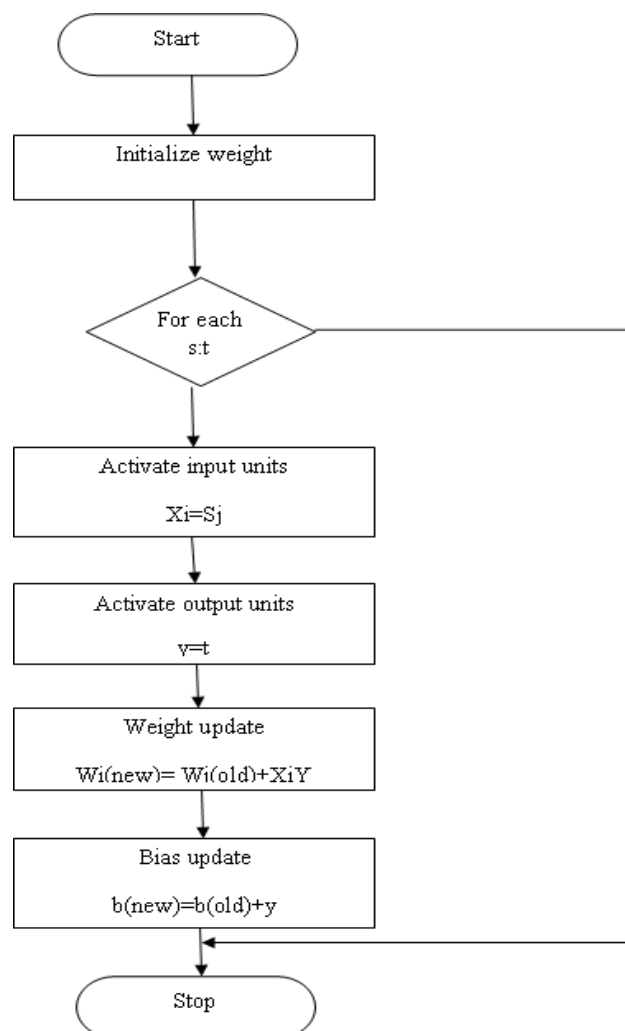 Start
Initialize weight
For each
s:t
Activate input units
Xi=Sj
Activate output units
y=t
Weight update
Wi(new)= Wi(old)+XiY
Bias update
b(new)=b(old)+y
Stop